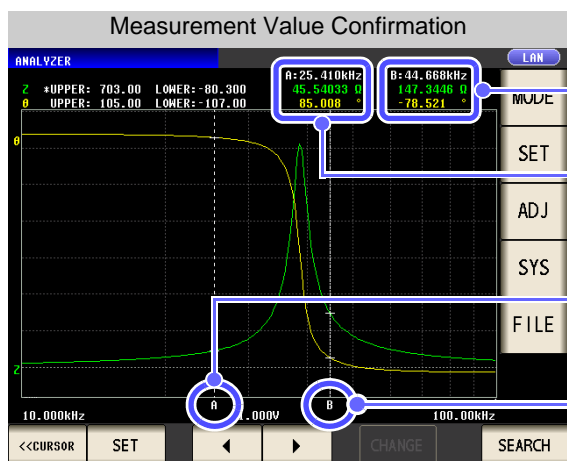 Measurement Value Confirmation
ANALYZER
LAN
A:25.410kHz B:44.668kHz
Z *UPPER: 703.00 LOWER:-80.300 45.54033 Ω 147.3446 Ω
θ UPPER: 105.00 LOWER:-107.00 85.008 ° -78.521 °
MODE
θ
SET
ADJ
SYS
FILE
Z
A B
10.000kHz .000V 100.00kHz
<<CURSOR SET CHANGE SEARCH